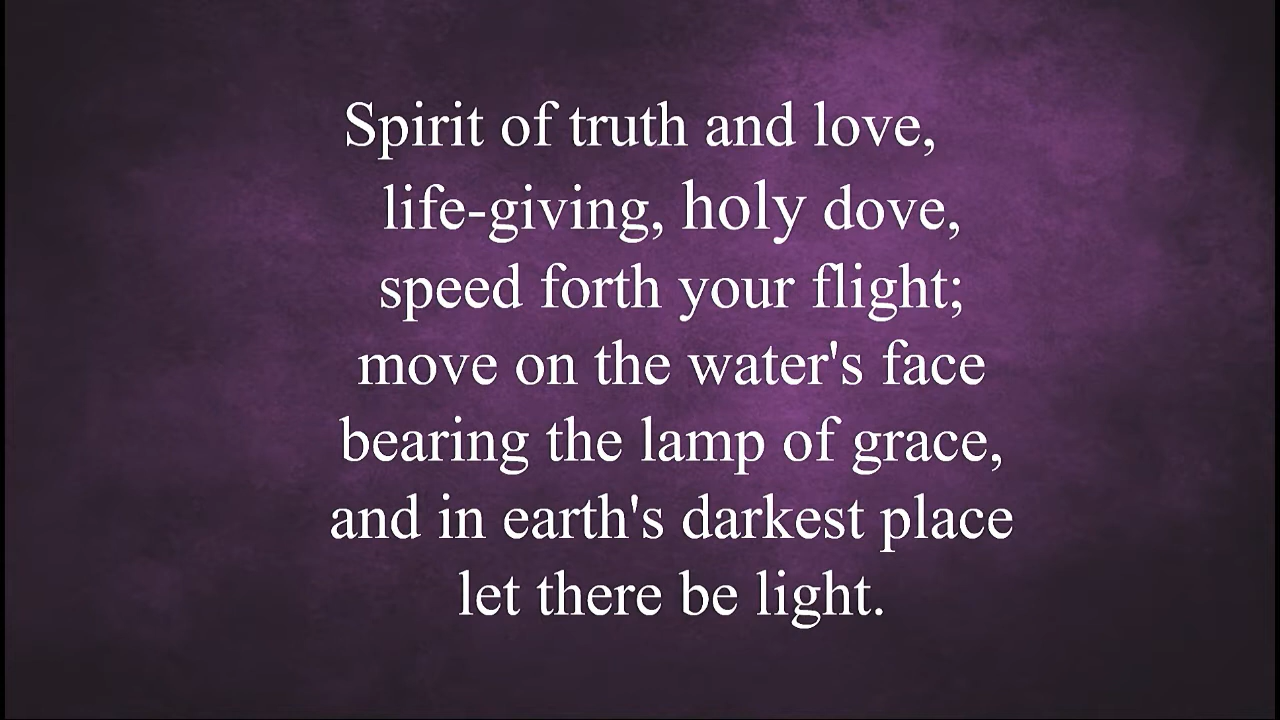 Spirit of truth and love,
life-giving, holy dove,
speed forth your flight;
move on the water's face
bearing the lamp of grace,
and in earth's darkest place
let there be light.